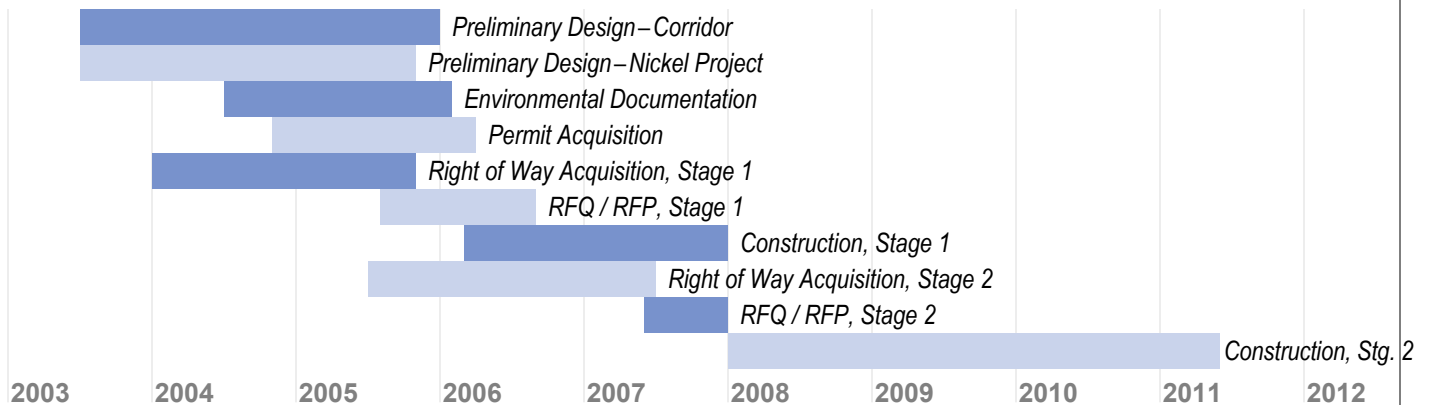 Preliminary Design–Corridor
Preliminary Design–Nickel Project
Environmental Documentation
Permit Acquisition
Right of Way Acquisition, Stage 1
RFQ / RFP, Stage 1
Construction, Stage 1
Right of Way Acquisition, Stage 2
RFQ / RFP, Stage 2
Construction, Stg. 2
2003 2004 2005 2006 2007 2008 2009 2010 2011 2012